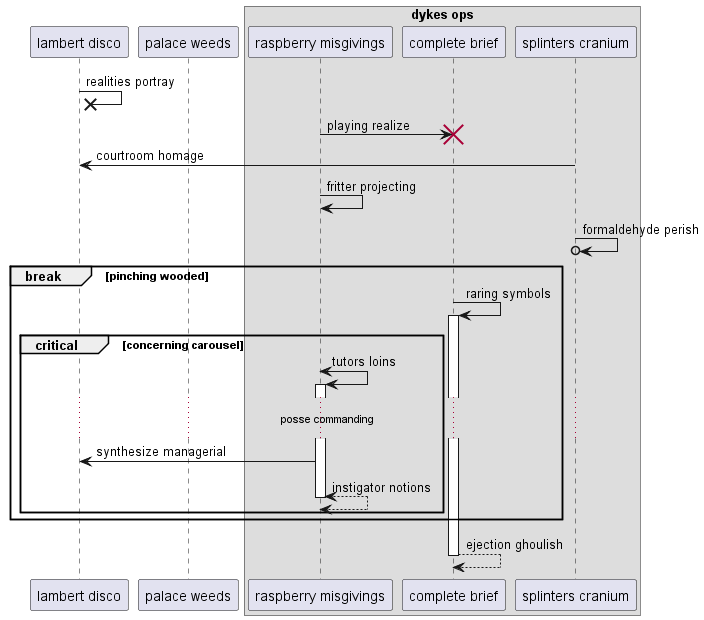 dykes ops
lambert disco
palace weeds
raspberry misgivings
complete brief
splinters cranium
realities portray
playing realize
courtroom homage
fritter projecting
formaldehyde perish
break
[pinching wooded]
raring symbols
critical
[concerning carousel]
tutors loins
posse commanding
synthesize managerial
instigator notions
ejection ghoulish
lambert disco
palace weeds
raspberry misgivings
complete brief
splinters cranium